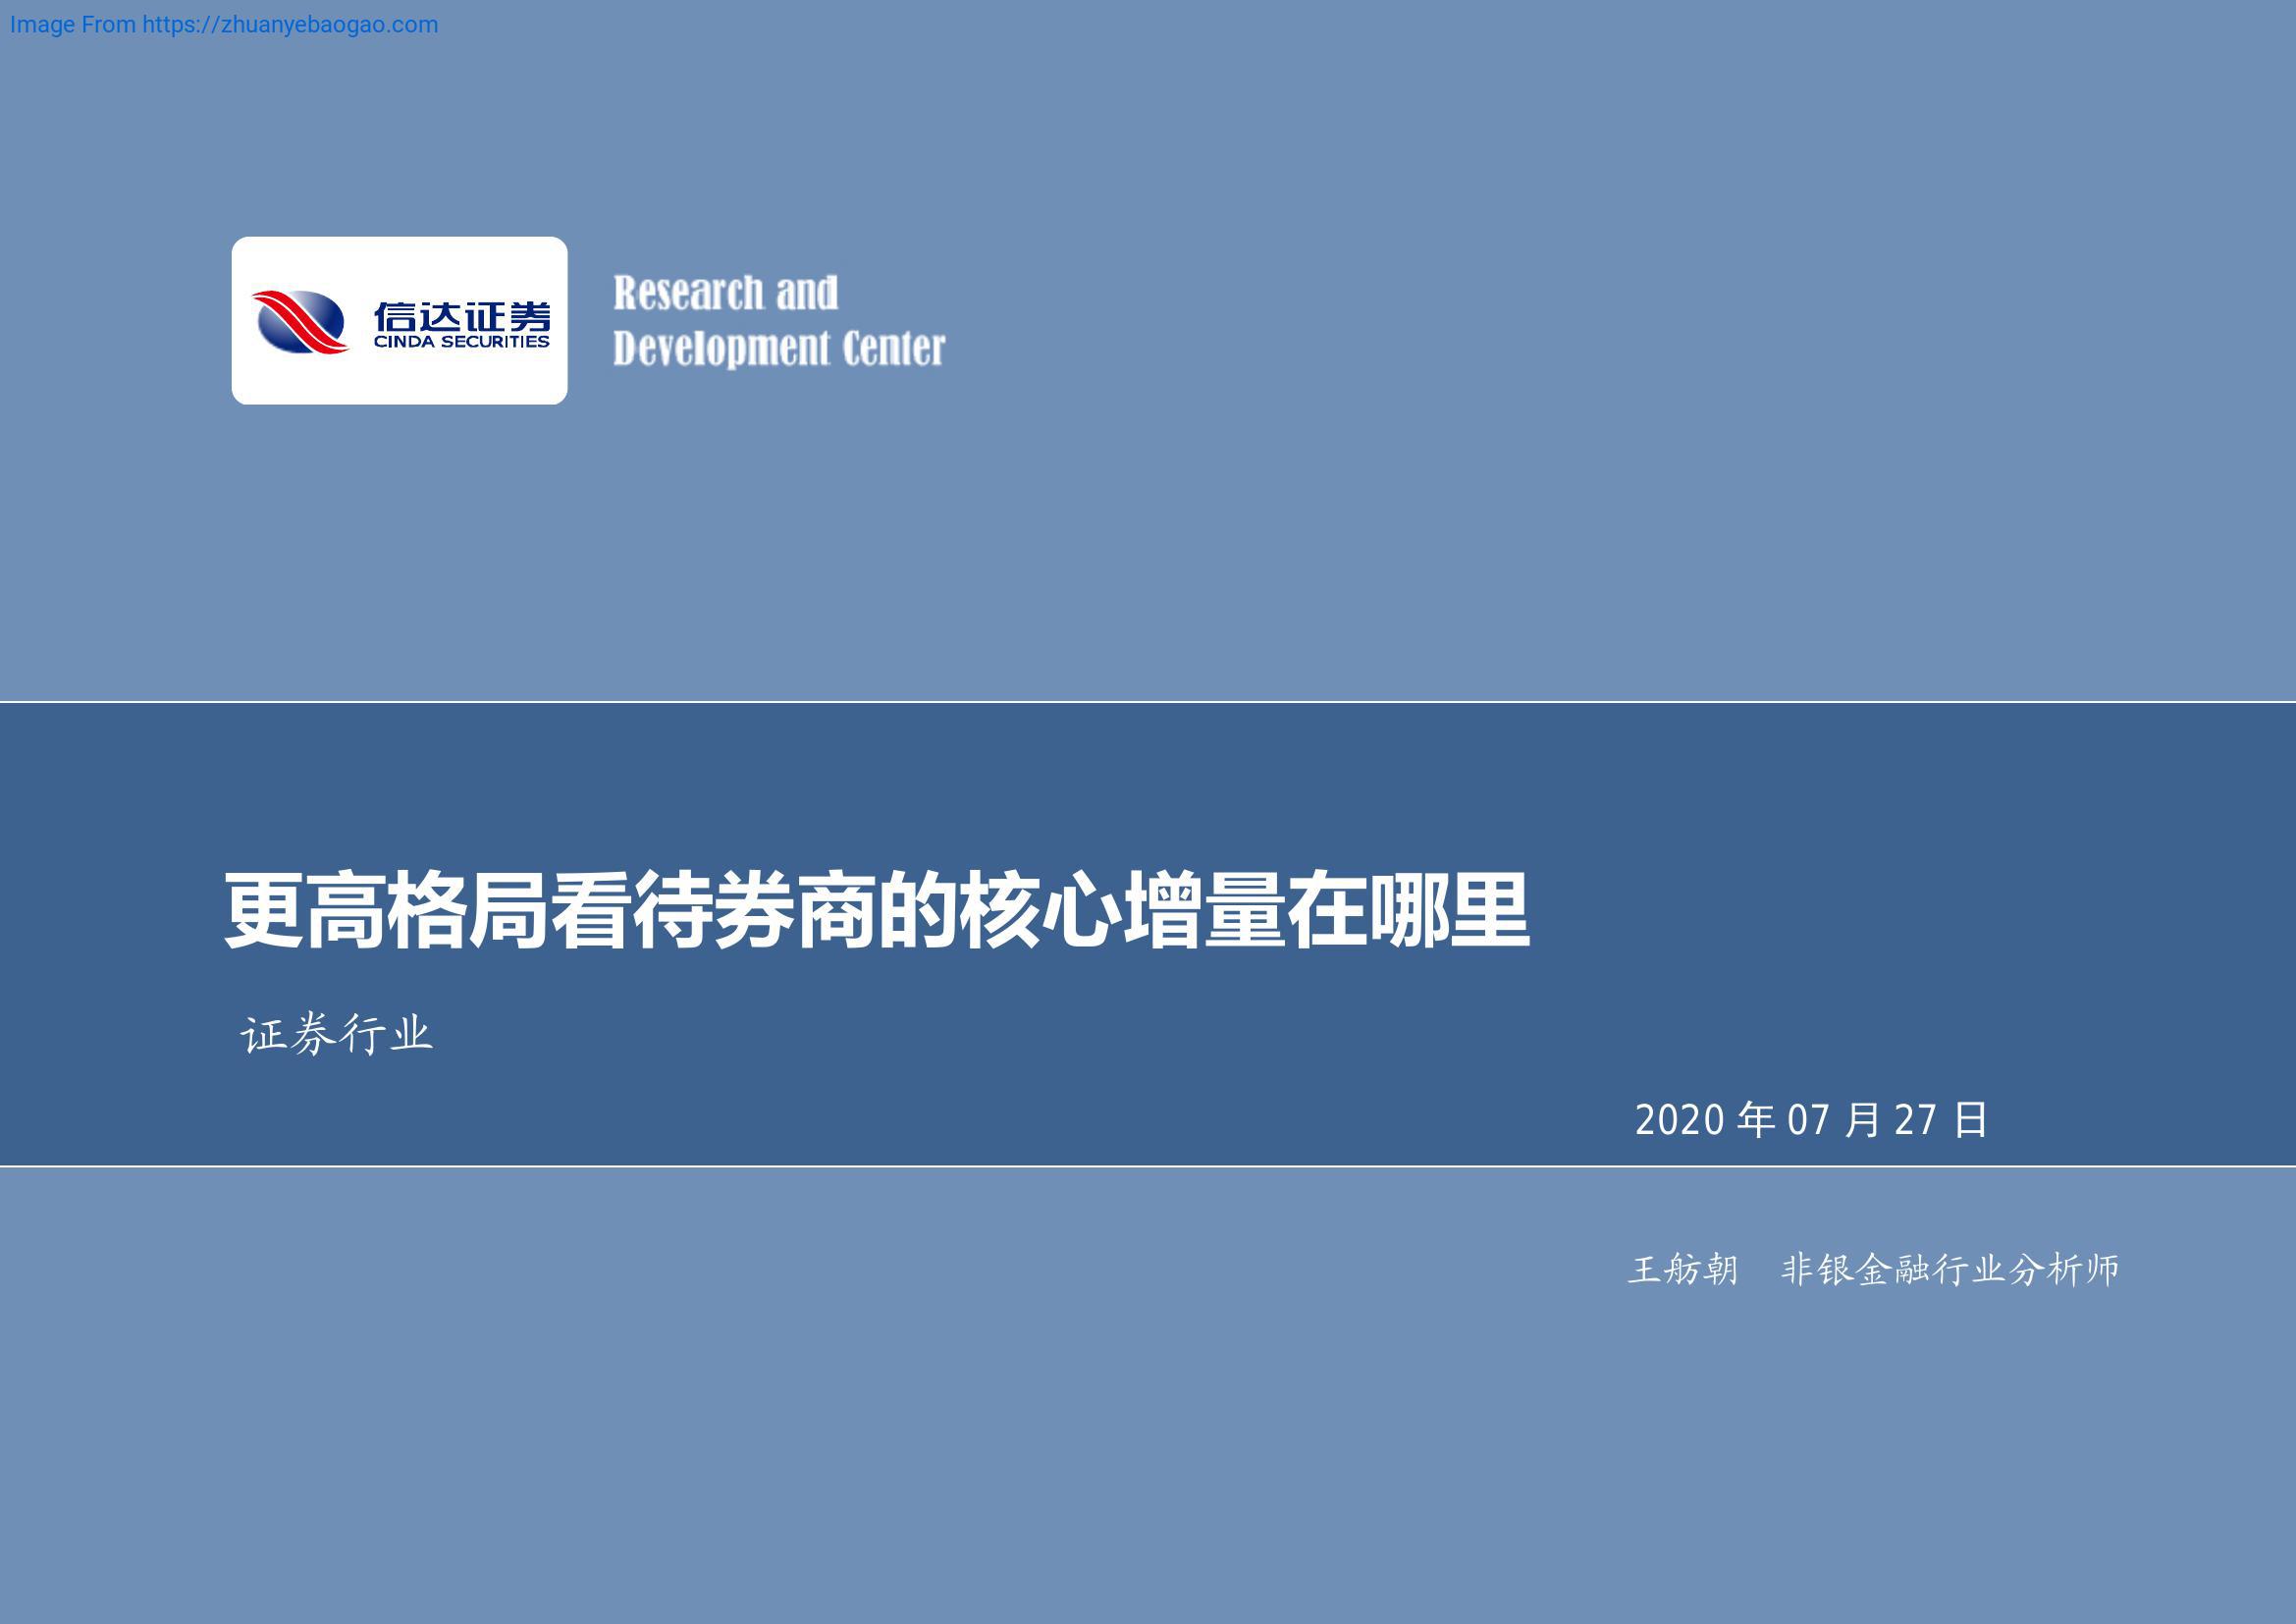 Image From https://zhuanyebaogao.com
信达证券
CINDA SECURITIES
Research and
Development Center
更高格局看待券商的核心增量在哪里
证券行业
2020 年 07 月 27 日
王舫朝 非银金融行业分析师